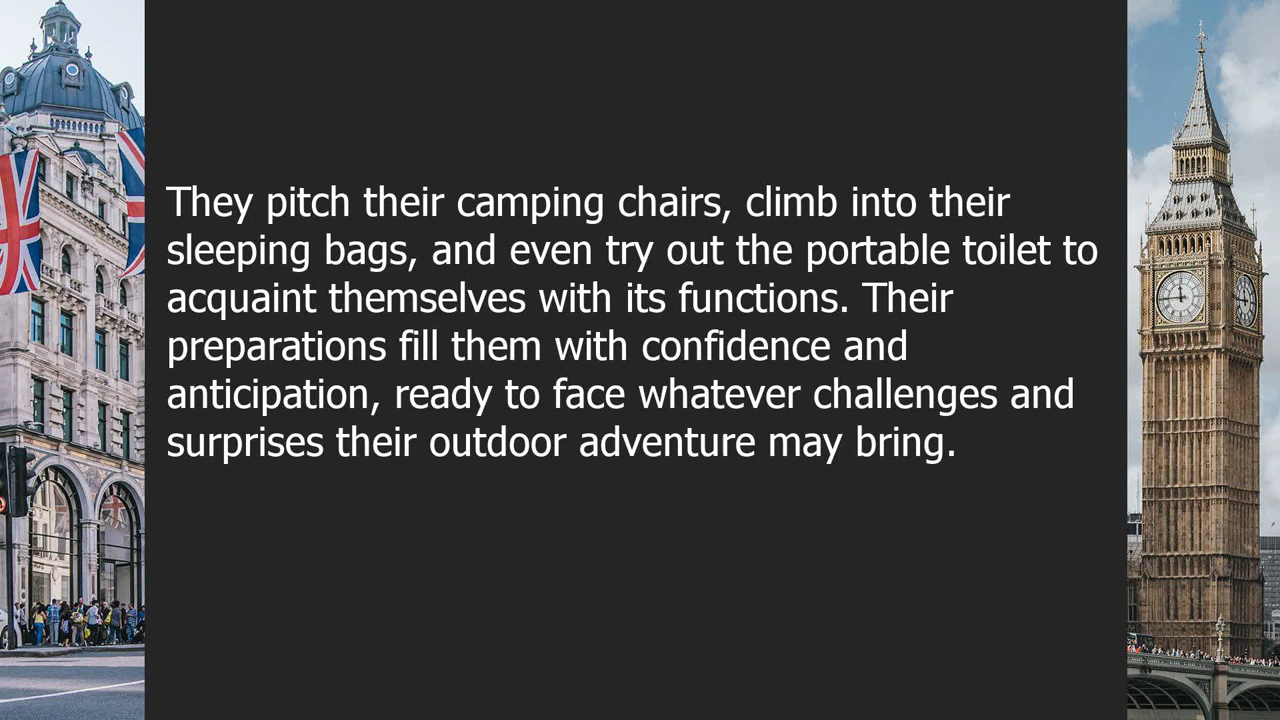 They pitch their camping chairs, climb into their
sleeping bags, and even try out the portable toilet to
acquaint themselves with its functions. Their
preparations fill them with confidence and
anticipation, ready to face whatever challenges and
surprises their outdoor adventure may bring.